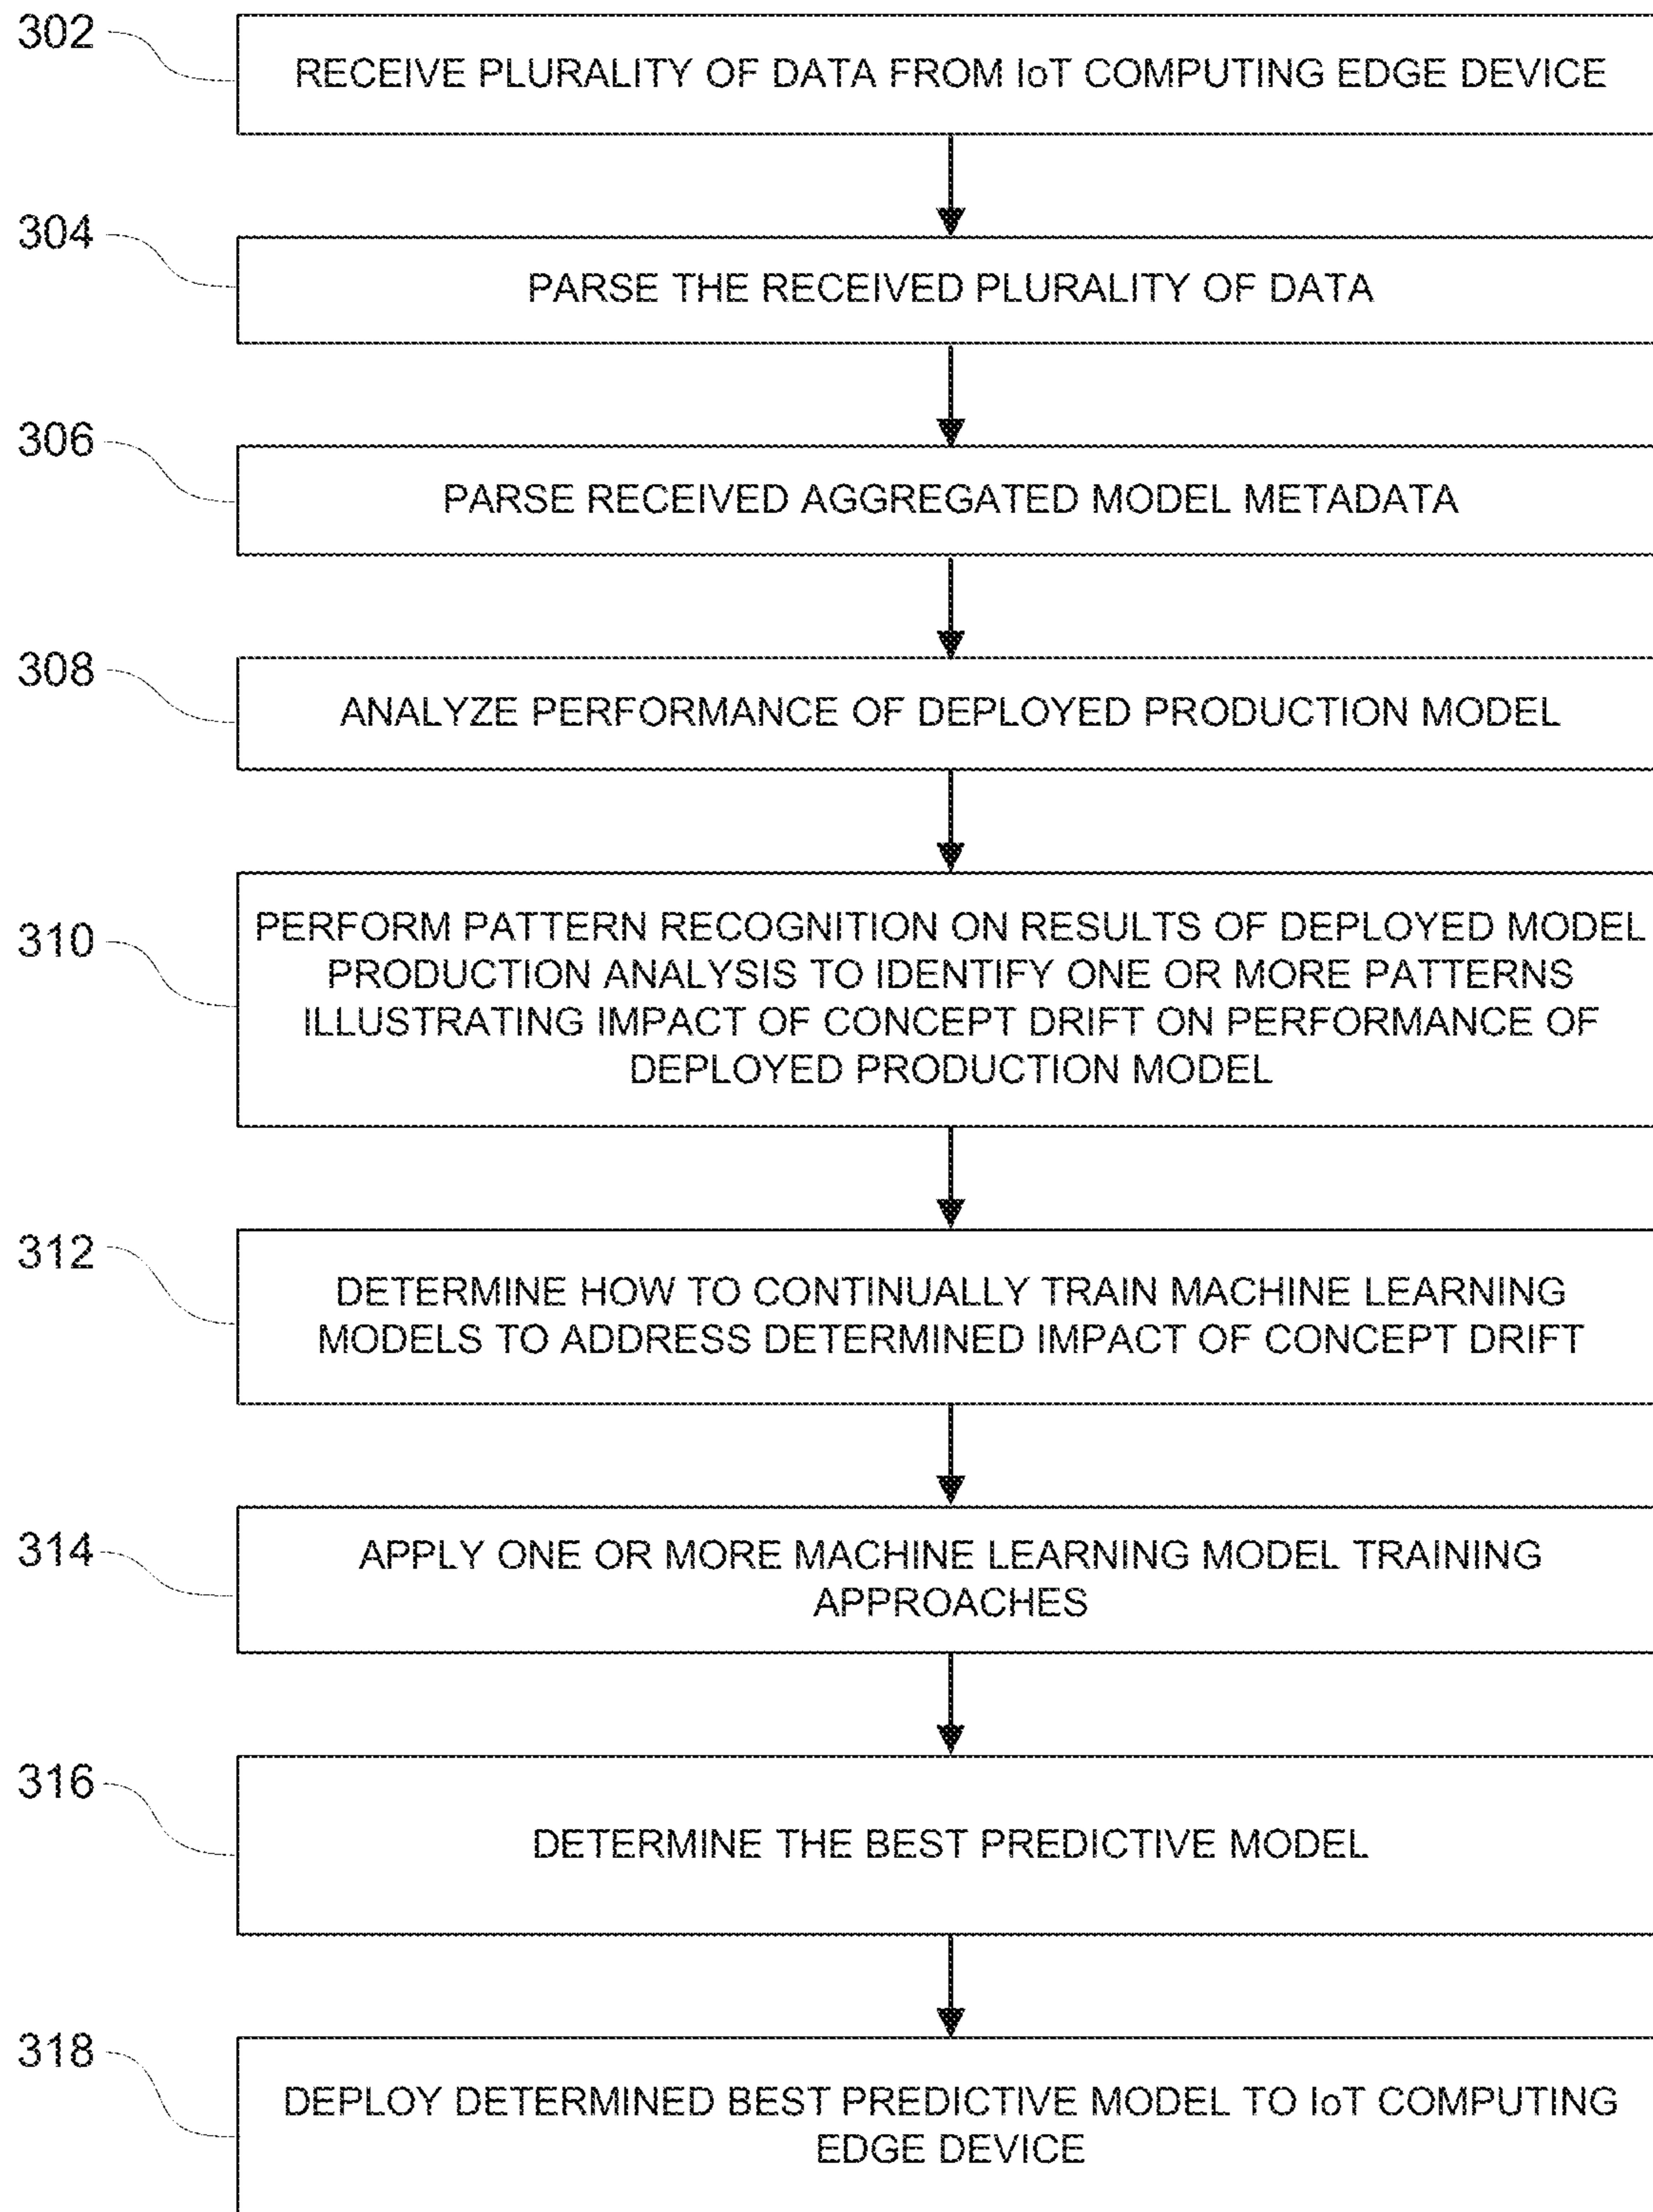 302
RECEIVE PLURALITY OF DATA FROM IoT COMPUTING EDGE DEVICE
304
PARSE THE RECEIVED PLURALITY OF DATA
306
PARSE RECEIVED AGGREGATED MODEL METADATA
308
ANALYZE PERFORMANCE OF DEPLOYED PRODUCTION MODEL
310
PERFORM PATTERN RECOGNITION ON RESULTS OF DEPLOYED MODEL
PRODUCTION ANALYSIS TO IDENTIFY ONE OR MORE PATTERNS
ILLUSTRATING IMPACT OF CONCEPT DRIFT ON PERFORMANCE OF
DEPLOYED PRODUCTION MODEL
312
DETERMINE HOW TO CONTINUALLY TRAIN MACHINE LEARNING
MODELS TO ADDRESS DETERMINED IMPACT OF CONCEPT DRIFT
314
APPLY ONE OR MORE MACHINE LEARNING MODEL TRAINING
APPROACHES
316
DETERMINE THE BEST PREDICTIVE MODEL
318
DEPLOY DETERMINED BEST PREDICTIVE MODEL TO IoT COMPUTING
EDGE DEVICE